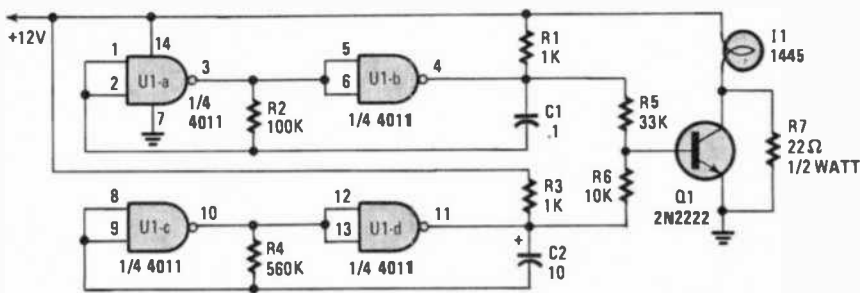 +12V
1
2
14
U1-a
3
7
1/4
4011
R2
100K
5
6
U1-b
4
1/4 4011
R1
1K
C1
.1
R5
33K
I1
1445
R7
22Ω
1/2 WATT
Q1
2N2222
8
9
U1-c
10
1/4 4011
R4
560K
12
13
U1-d
11
1/4 4011
R3
1K
R6
10K
+
C2
10